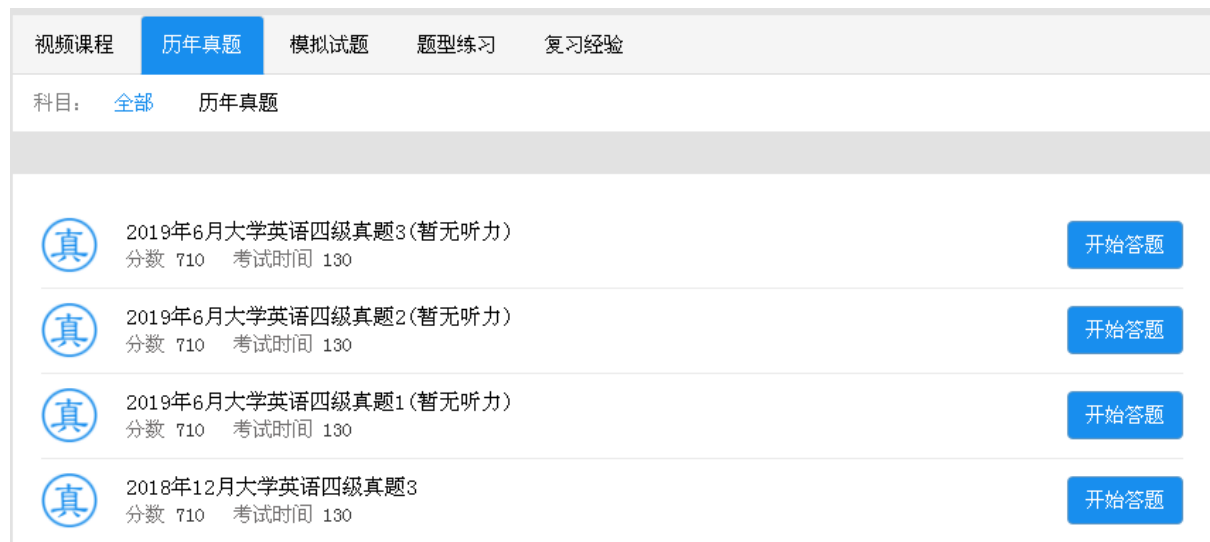 视频课程 历年真题 模拟试题 题型练习 复习经验
科目: 全部 历年真题
真 2019年6月大学英语四级真题3(暂无听力) 开始答题
分数 710 考试时间 130
真 2019年6月大学英语四级真题2(暂无听力) 开始答题
分数 710 考试时间 130
真 2019年6月大学英语四级真题1(暂无听力) 开始答题
分数 710 考试时间 130
真 2018年12月大学英语四级真题3 开始答题
分数 710 考试时间 130